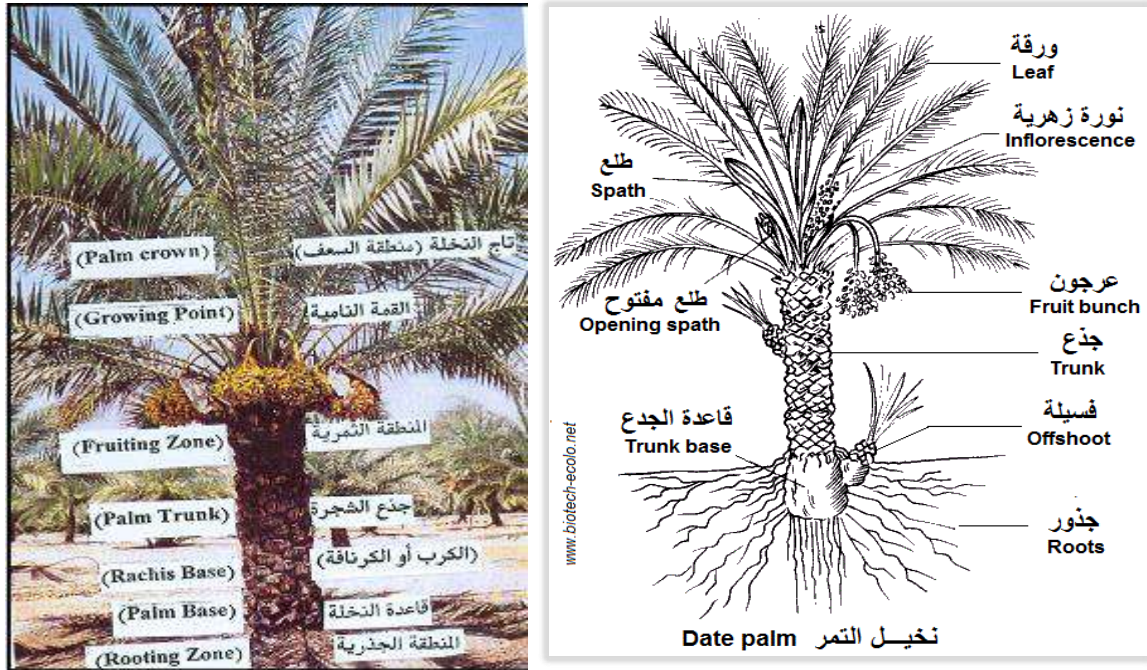 (Palm crown)
تاج النخلة (منطقة السعف)
(Growing Point)
القمة النامية
(Fruiting Zone)
المنطقة الثمرية
(Palm Trunk)
جذع الشجرة
(Rachis Base)
(الكرب أو الكرنافة)
(Palm Base)
قاعدة النخلة
(Rooting Zone)
المنطقة الجذرية
ورقة
Leaf
نورة زهرية
Inflorescence
طلع
Spath
طلع مفتوح
Opening spath
عرجون
Fruit bunch
جذع
Trunk
قاعدة الجدع
Trunk base
فسيلة
Offshoot
جذور
Roots
www.biotech-ecolo.net
Date palm نخيــل التمر